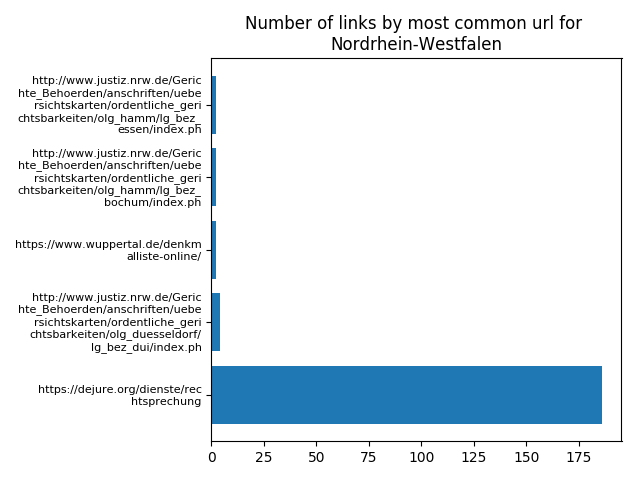 Number of links by most common url for
Nordrhein-Westfalen
http://www.justiz.nrw.de/Geric
hte_Behoerden/anschriften/uebe
rsichtskarten/ordentliche_geri
chtsbarkeiten/olg_hamm/lg_bez_
essen/index.ph
http://www.justiz.nrw.de/Geric
hte_Behoerden/anschriften/uebe
rsichtskarten/ordentliche_geri
chtsbarkeiten/olg_hamm/lg_bez_
bochum/index.ph
https://www.wuppertal.de/denkm
alliste-online/
http://www.justiz.nrw.de/Geric
hte_Behoerden/anschriften/uebe
rsichtskarten/ordentliche_geri
chtsbarkeiten/olg_duesseldorf/
lg_bez_dui/index.ph
https://dejure.org/dienste/rec
htsprechung
0 25 50 75 100 125 150 175